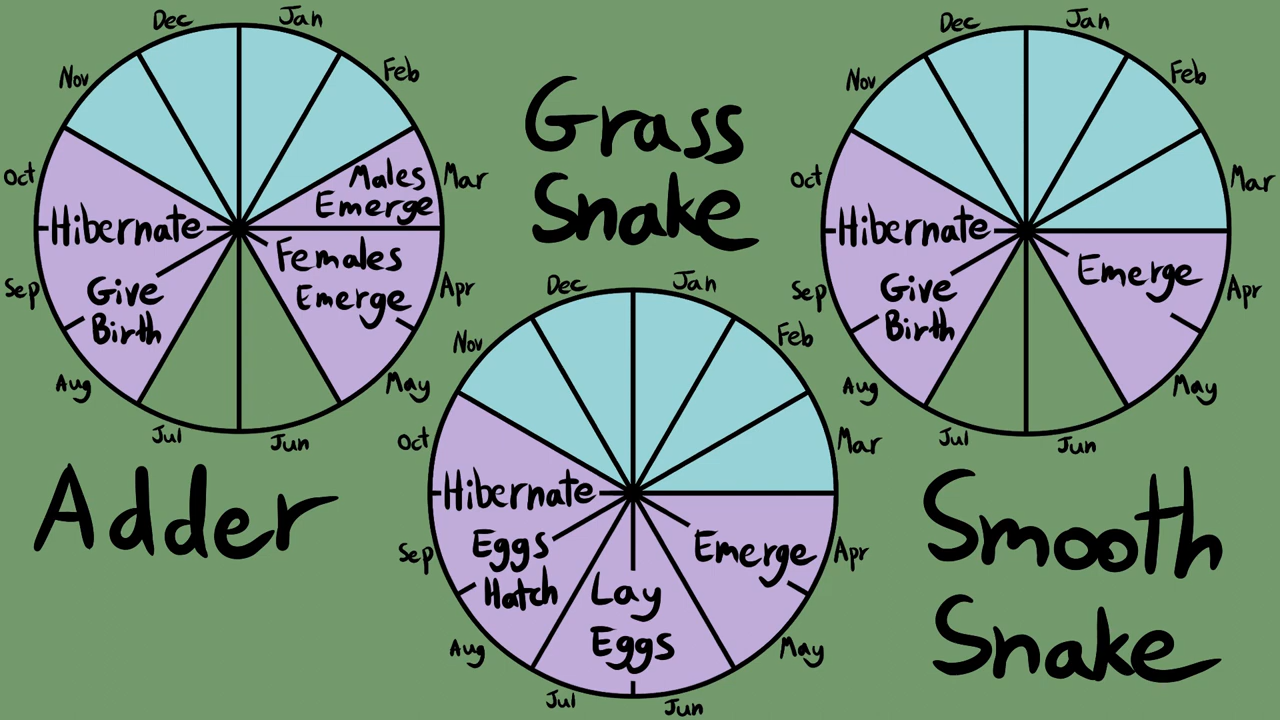 Dec
Jan
Nov
Feb
Oct
Males
Emerge
Mar
Hibernate
Females
Emerge
Sep
Give
Birth
Apr
Aug
May
Jul
Jun
Adder
Grass
Snake
Dec
Jan
Nov
Feb
Oct
Mar
Hibernate
Eggs
Hatch
Emerge
Sep
Lay
Eggs
Apr
Aug
May
Jul
Jun
Dec
Jan
Nov
Feb
Oct
Mar
Hibernate
Emerge
Sep
Give
Birth
Apr
Aug
May
Jul
Jun
Smooth
Snake